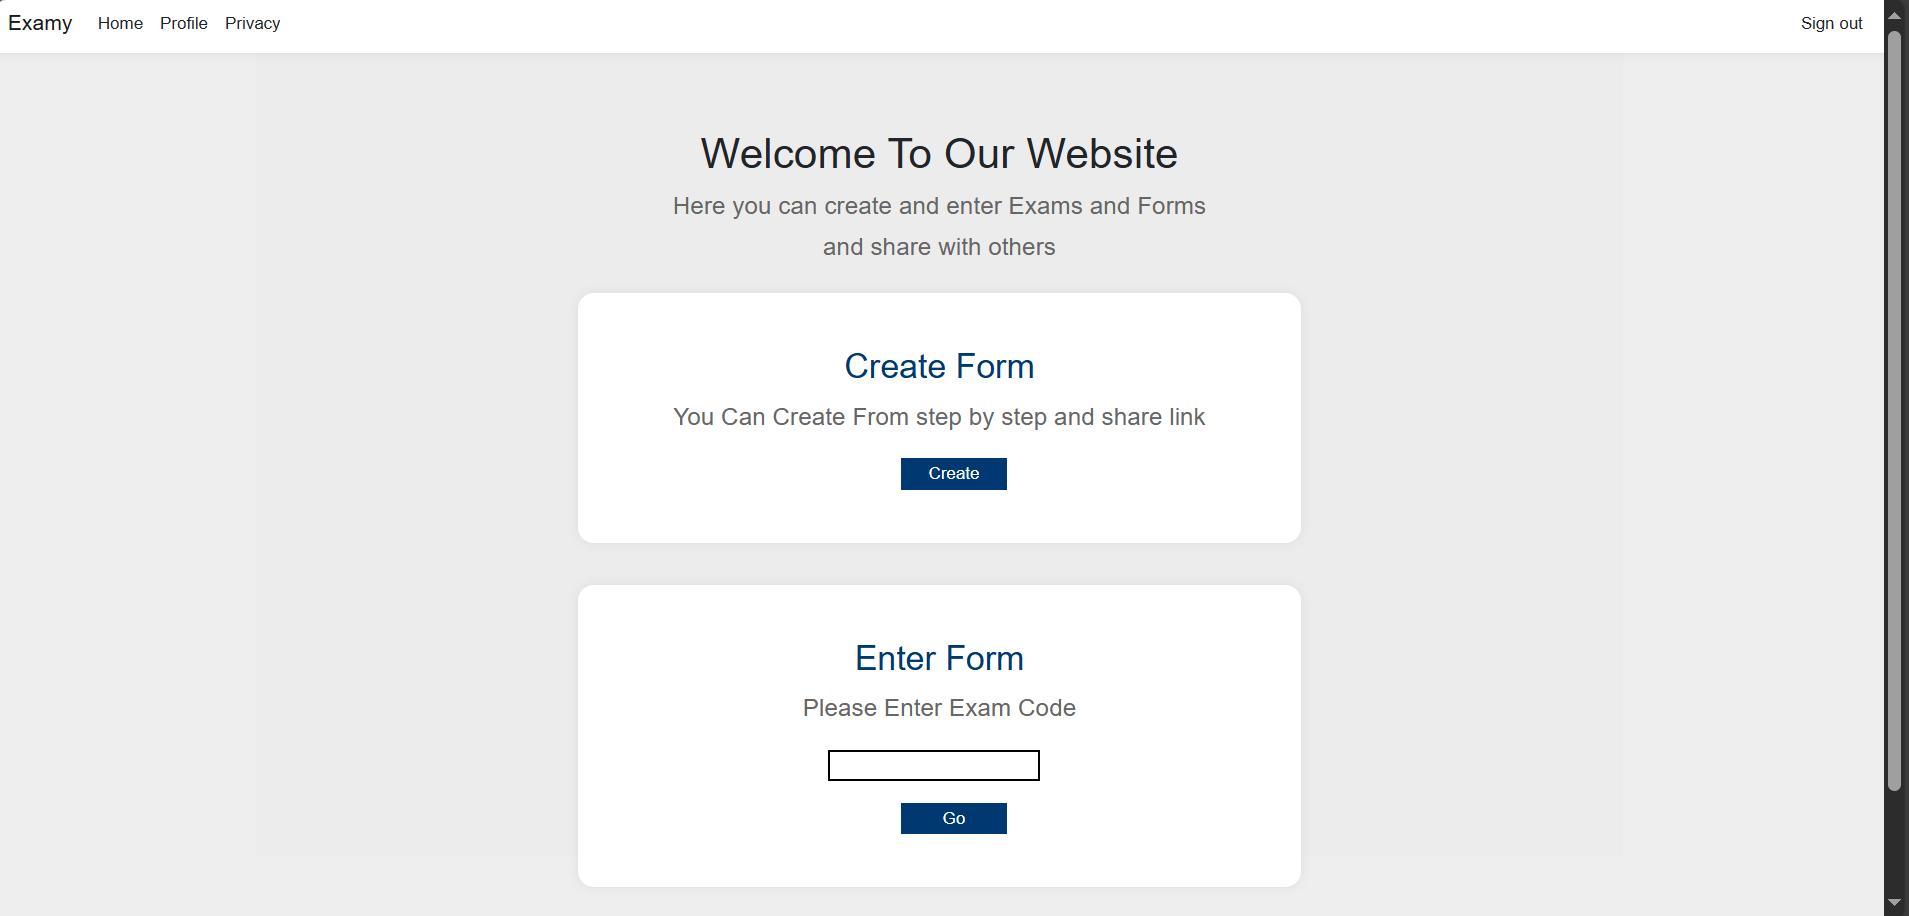 Examy Home Profile Privacy Sign out
Welcome To Our Website
Here you can create and enter Exams and Forms
and share with others
Create Form
You Can Create From step by step and share link
Create
Enter Form
Please Enter Exam Code
Go